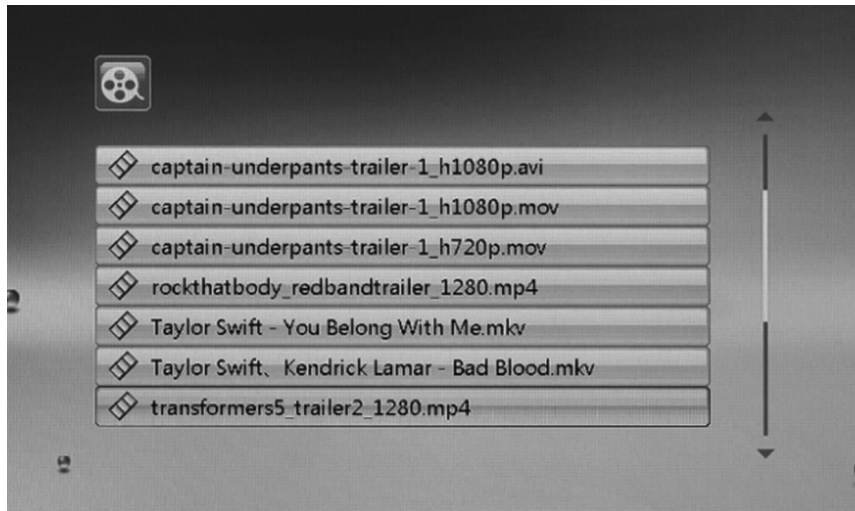 captain-underpants-trailer-1_h1080p.avi
captain-underpants-trailer-1_h1080p.mov
captain-underpants-trailer-1_h720p.mov
rockthatbody_redbandtrailer_1280.mp4
Taylor Swift - You Belong With Me.mkv
Taylor Swift、Kendrick Lamar - Bad Blood.mkv
transformers5_trailer2_1280.mp4